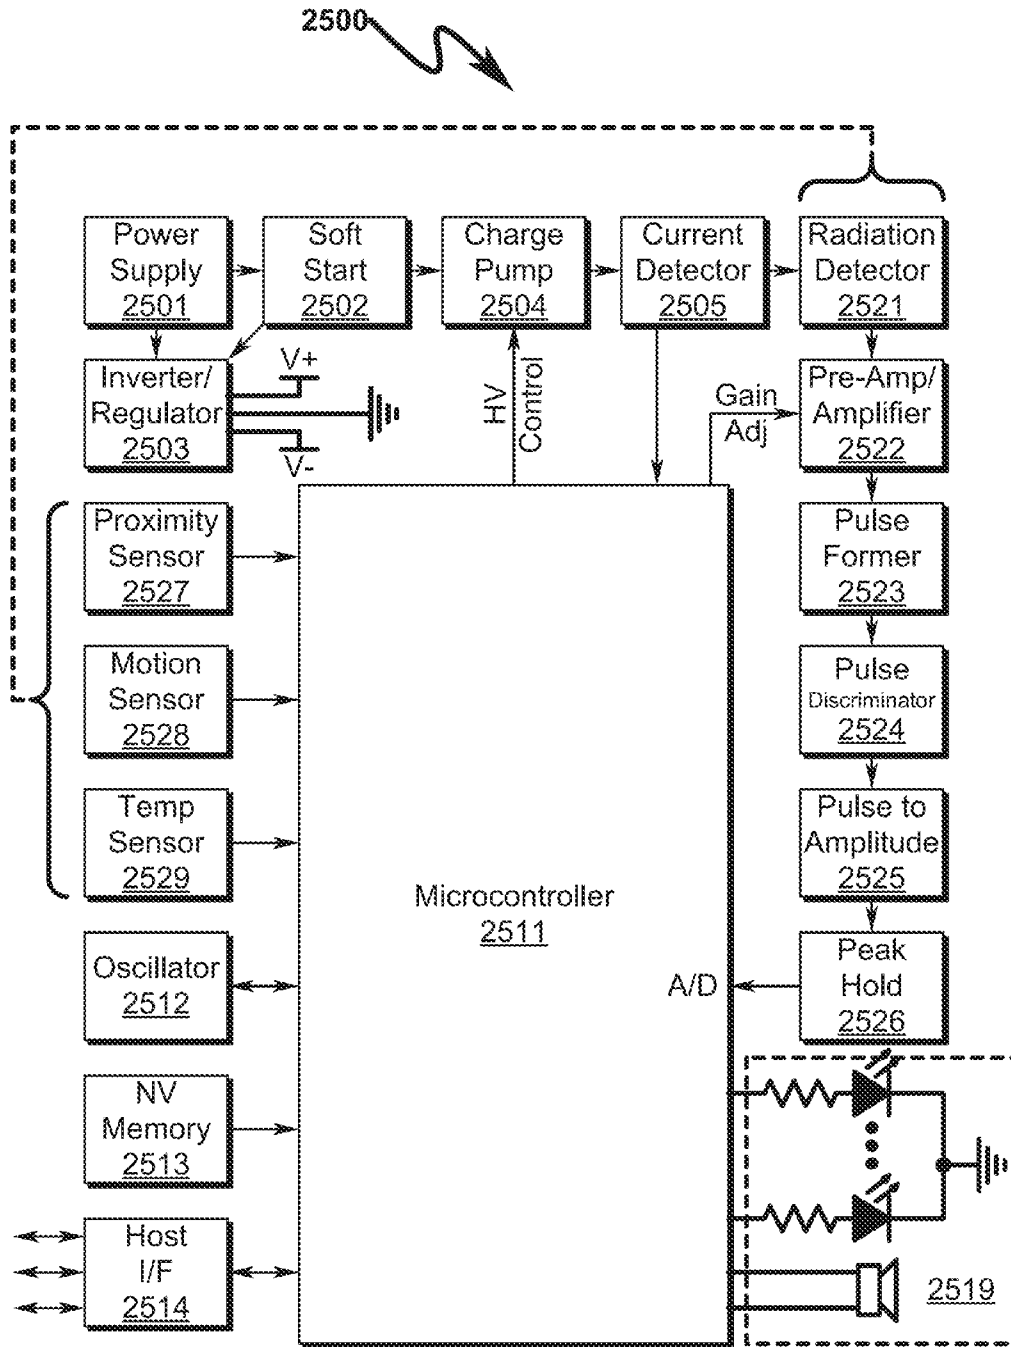 2500
Power
Supply
2501
Soft
Start
2502
Charge
Pump
2504
Current
Detector
2505
Radiation
Detector
2521
Inverter/
Regulator
2503
V+
V-
HV
Control
Gain
Adj
Pre-Amp/
Amplifier
2522
Proximity
Sensor
2527
Pulse
Former
2523
Motion
Sensor
2528
Pulse
Discriminator
2524
Temp
Sensor
2529
Pulse to
Amplitude
2525
Microcontroller
2511
Oscillator
2512
A/D
Peak
Hold
2526
NV
Memory
2513
Host
I/F
2514
2519